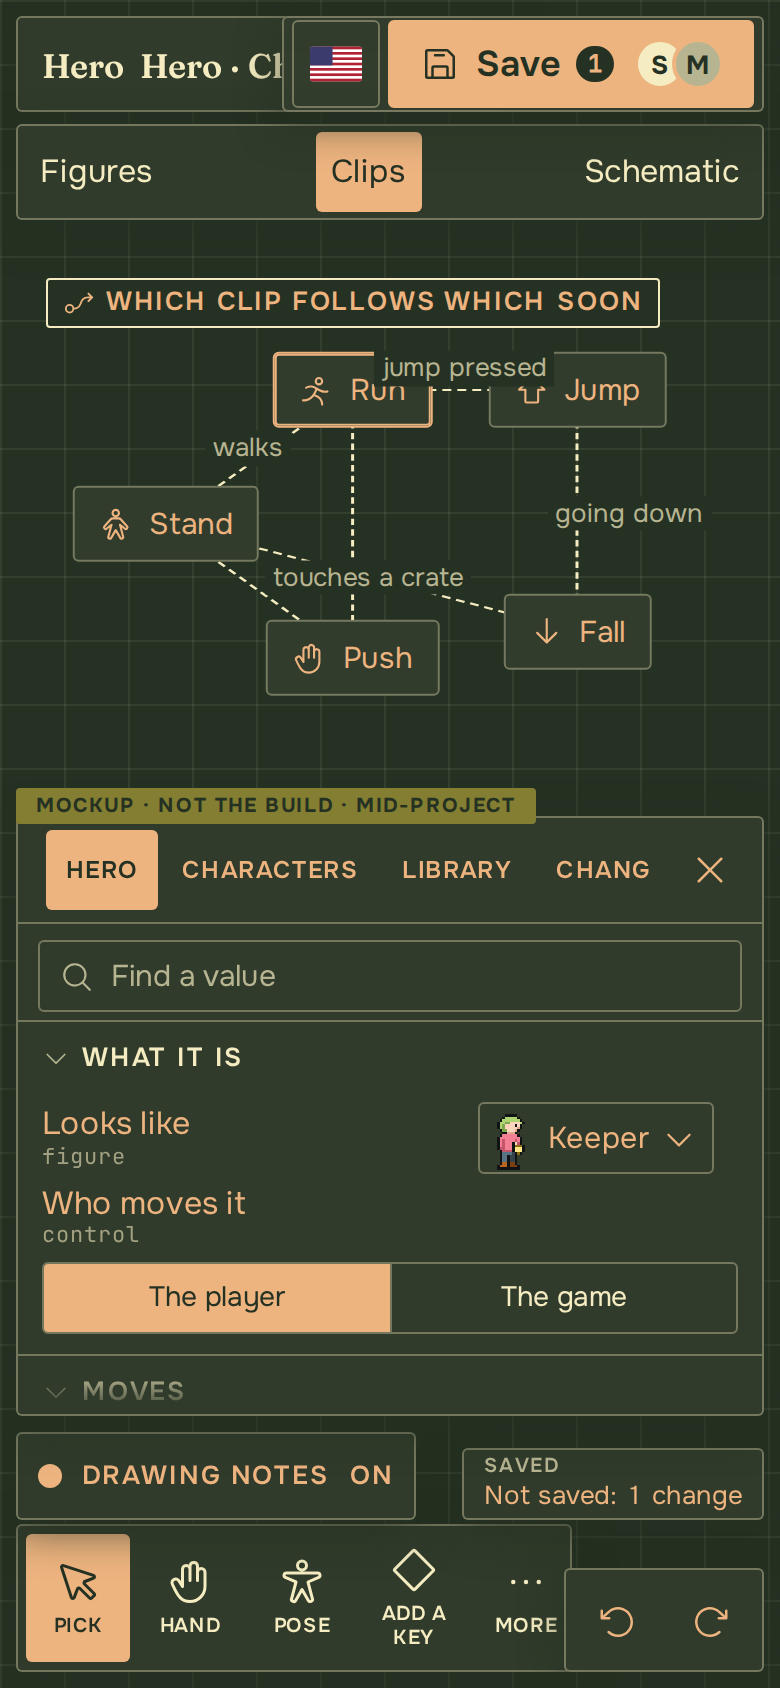 Hero Hero · Ch
Save 1 S M
Figures Clips Schematic
WHICH CLIP FOLLOWS WHICH SOON
jump pressed
Run Jump
walks
Stand
going down
touches a crate
Fall
Push
MOCKUP · NOT THE BUILD · MID-PROJECT
HERO CHARACTERS LIBRARY CHANG
Find a value
WHAT IT IS
Looks like
figure
Keeper
Who moves it
control
The player The game
MOVES
DRAWING NOTES ON
SAVED
Not saved: 1 change
PICK HAND POSE ADD A KEY MORE